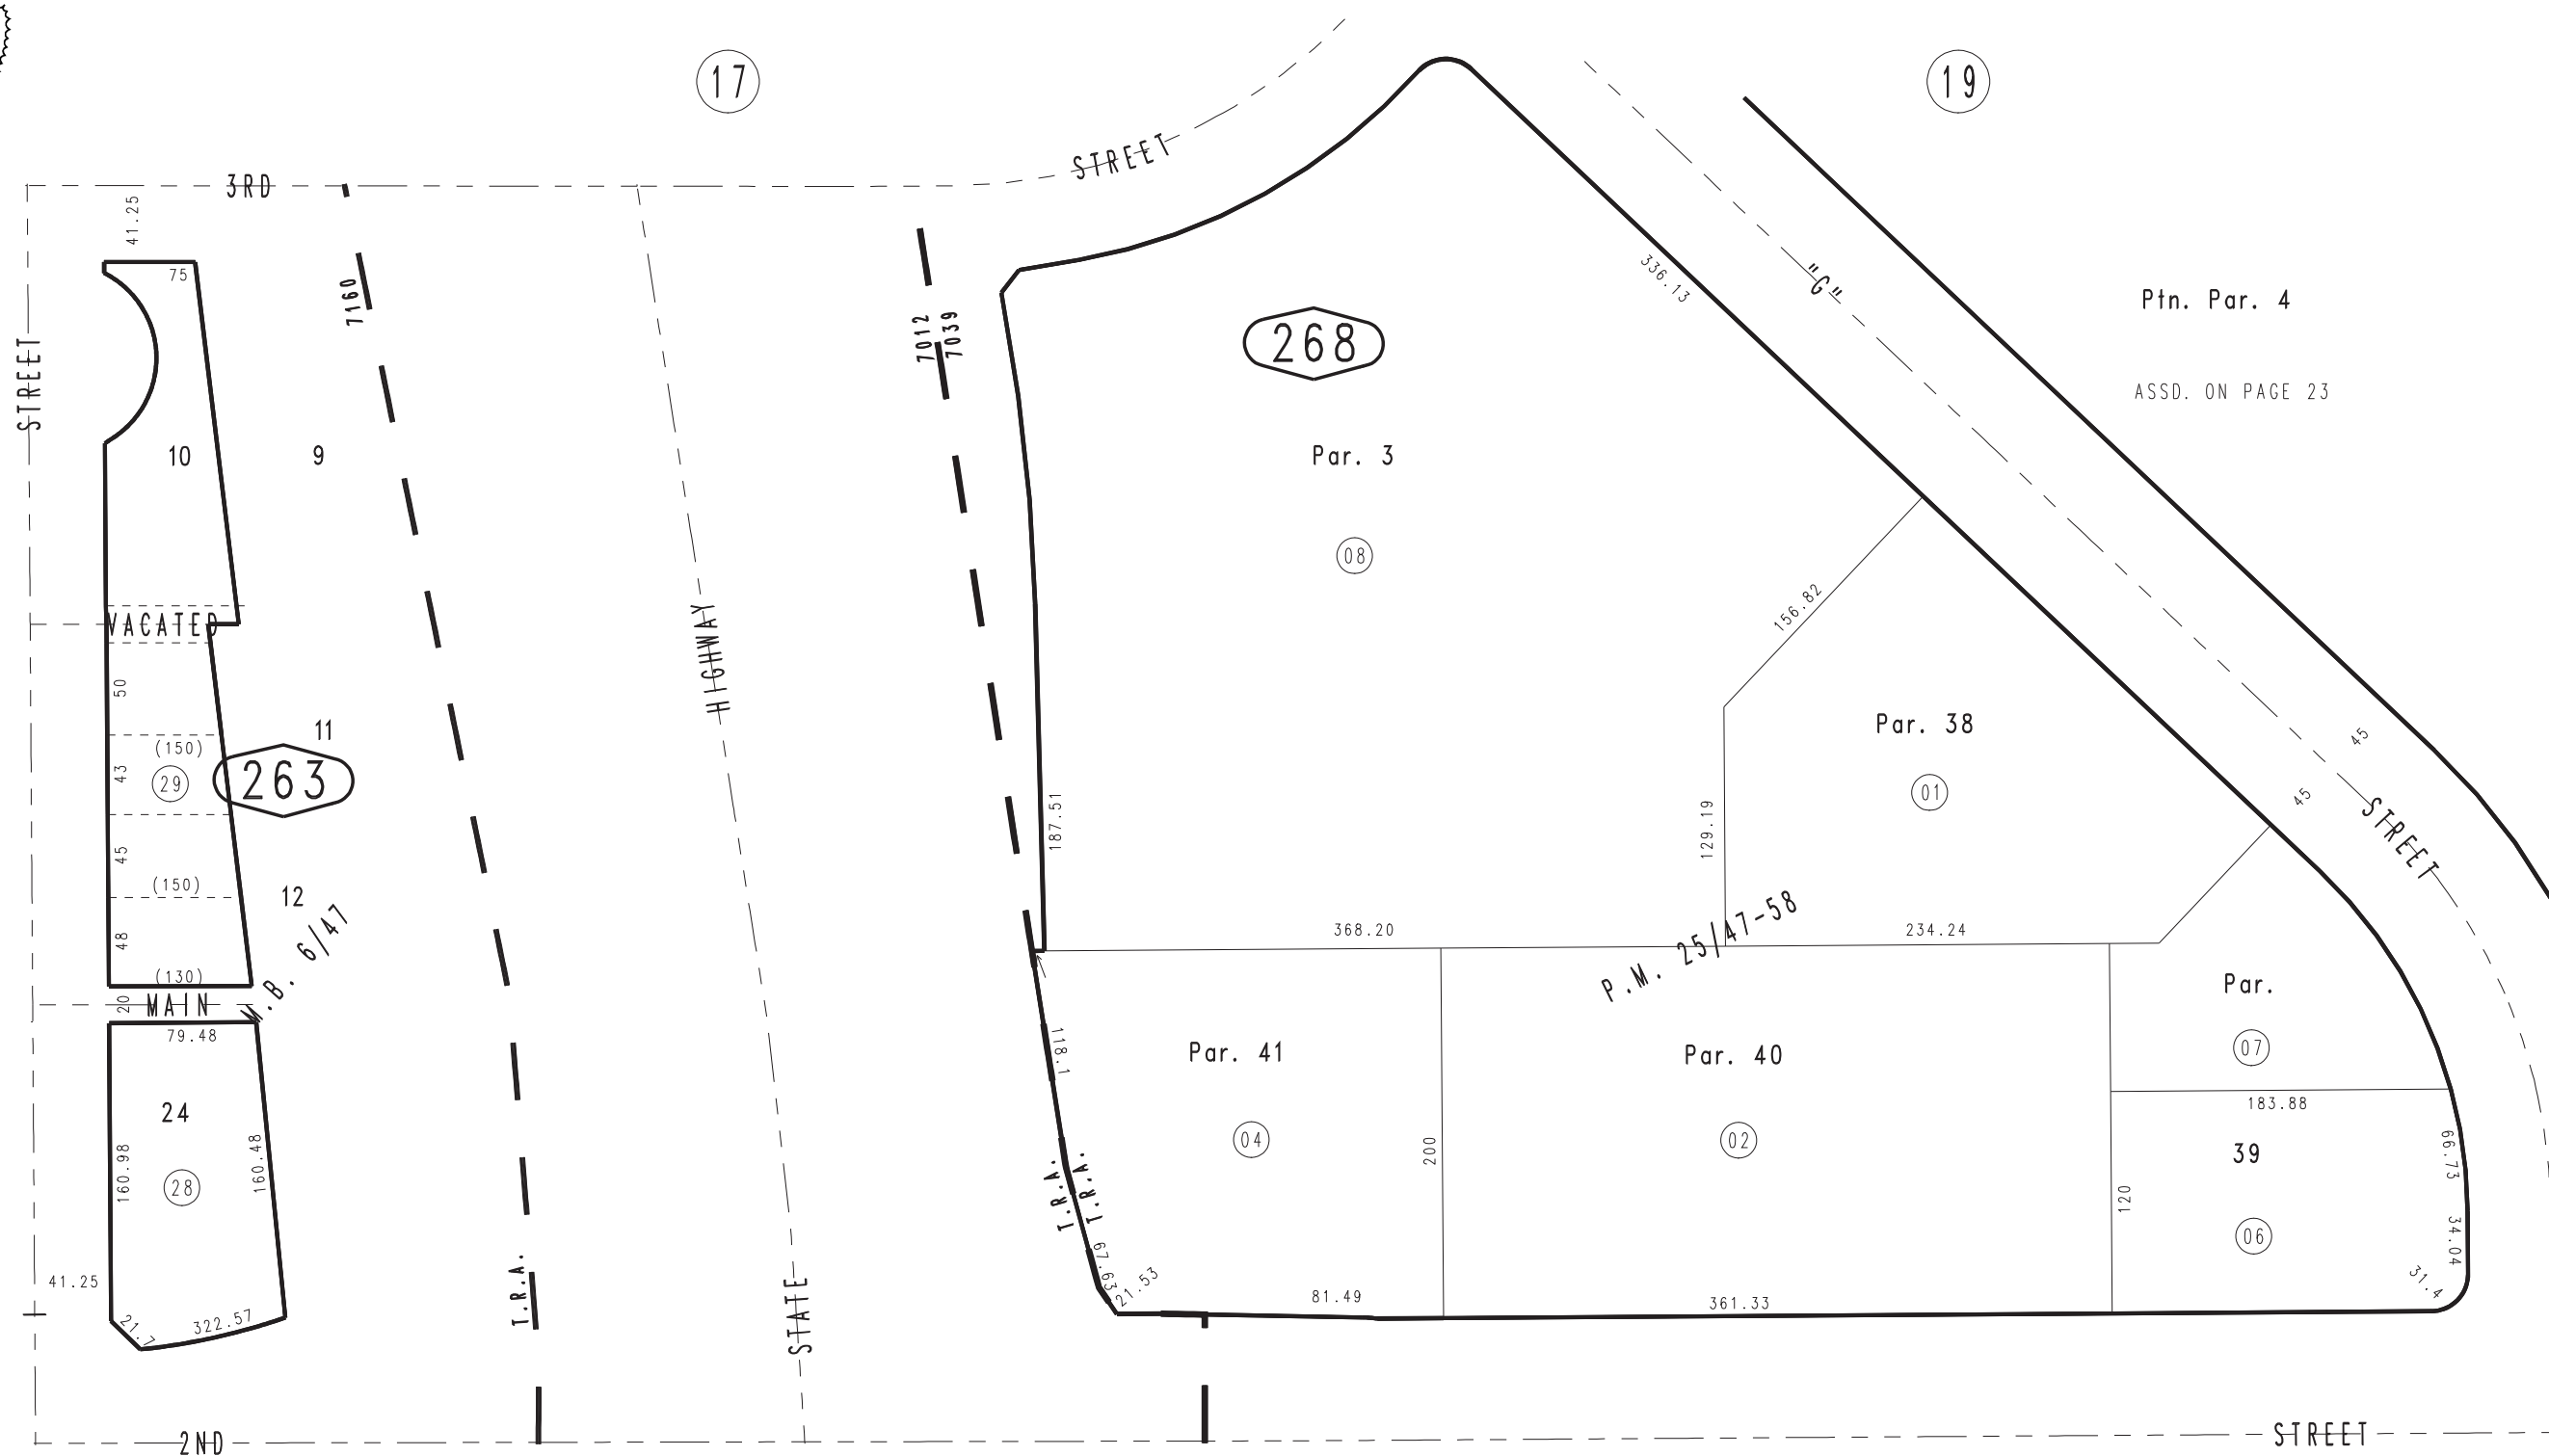 17
19
3RD
STREET
41.25
75
STREET
7160
7012
7039
268
336.13
"G"
Ptn. Par. 4
ASSD. ON PAGE 23
10
9
Par. 3
08
VACATED
HIGHWAY
156.82
50
11
(150)
43
29
263
187.51
129.19
Par. 38
01
45
45
STREET
45
(150)
12
48
(130)
M.B. 6/47
368.20
P.M. 25/47-58
234.24
20
MAIN
79.48
118.1
Par. 41
Par. 40
Par.
07
24
160.98
160.48
28
04
200
02
183.88
39
66.73
120
06
34.04
31.4
T.R.A.
T.R.A.
T.R.A.
41.25
21.7
322.57
STATE
67.63
21.53
81.49
361.33
2ND
STREET